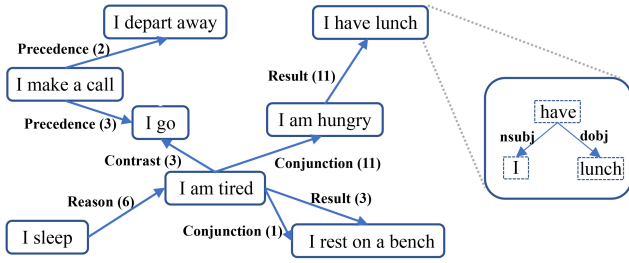 I depart away
I have lunch
Precedence (2)
I make a call
Result (11)
Precedence (3)
I go
I am hungry
have
nsubj
dobj
I
lunch
Contrast (3)
Conjunction (11)
I am tired
Reason (6)
Result (3)
Conjunction (1)
I sleep
I rest on a bench